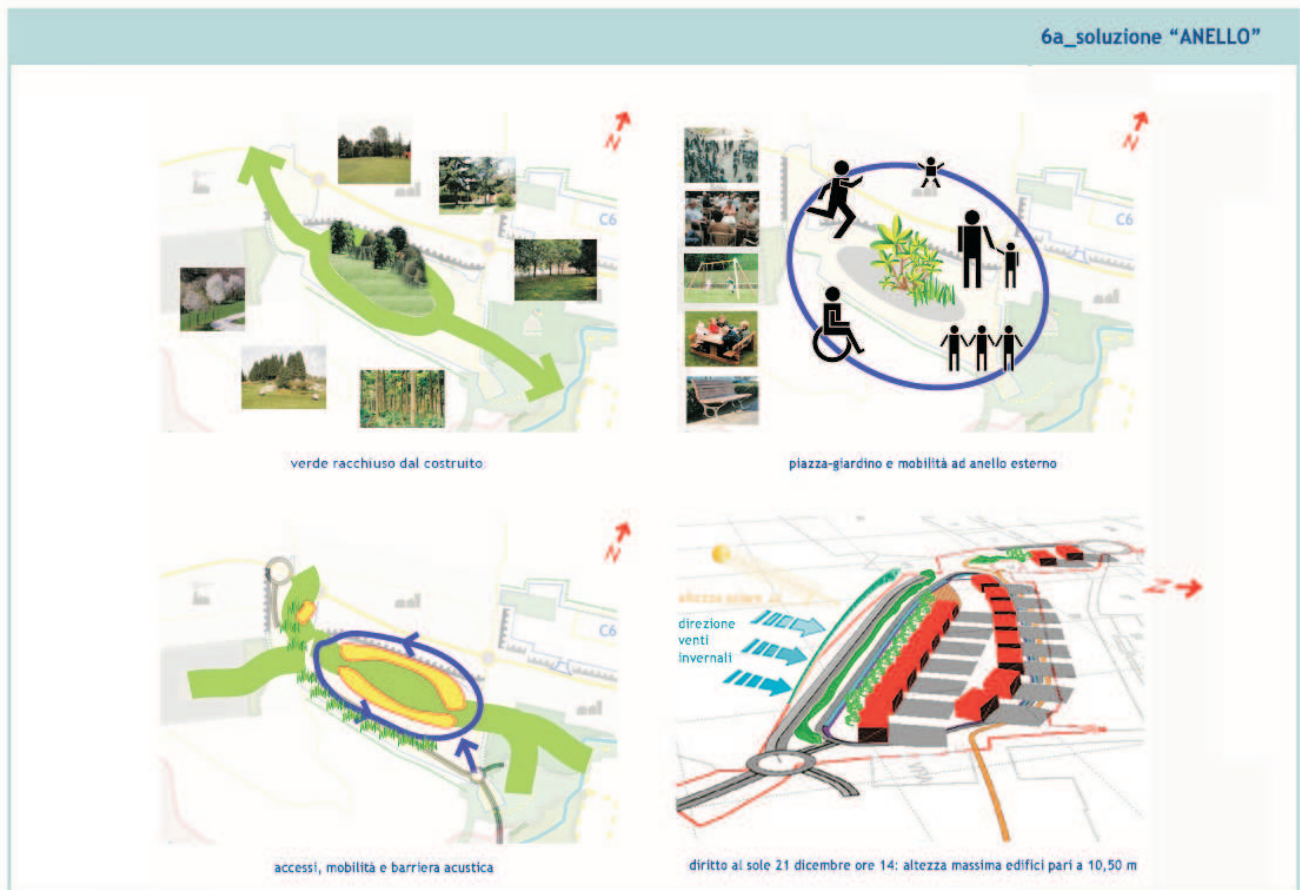 6a_soluzione “ANELLO”
N
C6
N
C6
verde racchiuso dal costruito
piazza-giardino e mobilità ad anello esterno
N
C6
N
direzione
venti
invernali
accessi, mobilità e barriera acustica
diritto al sole 21 dicembre ore 14: altezza massima edifici pari a 10,50 m